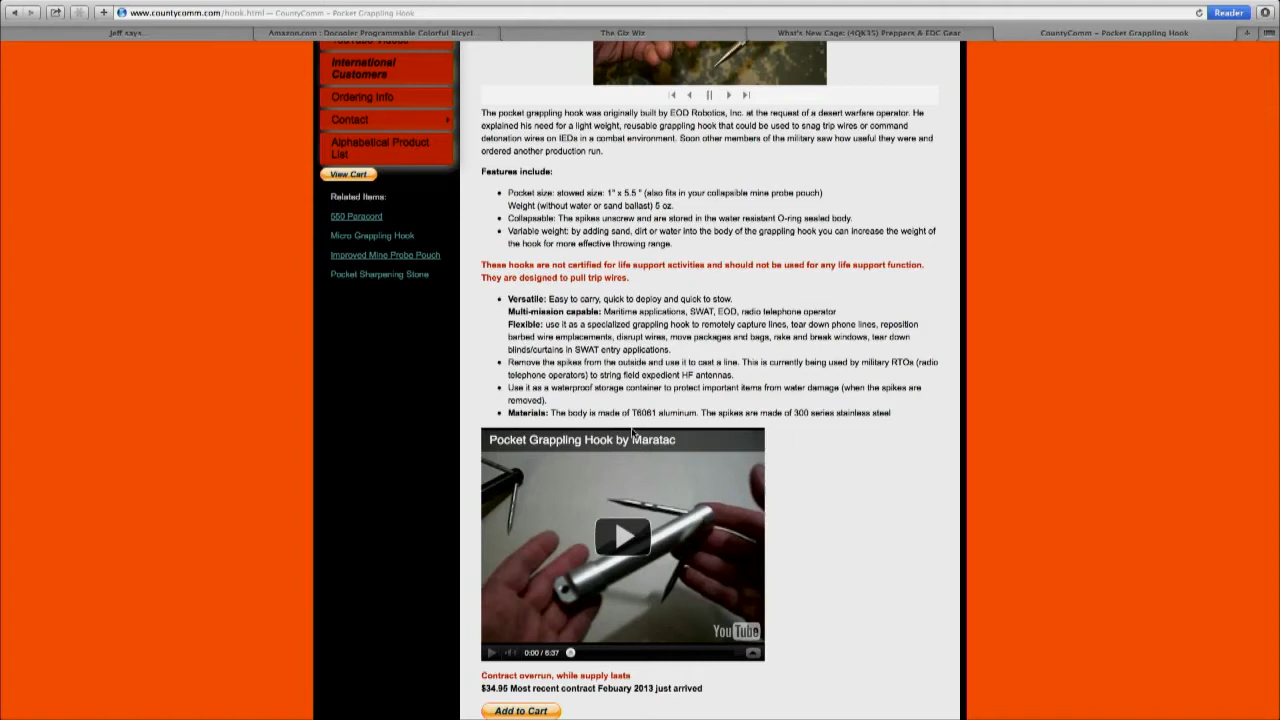 www.countycomm.com/hook.html — CountyComm – Pocket Grappling Hook
Reader
Jeff says...
Amazon.com : Docooler Programmable Colorful Bicycl...
The Giz Wiz
What's New Cage: (4QK35) Preppers & EDC Gear
CountyComm – Pocket Grappling Hook
YouTube Videos
International
Customers
Ordering Info
Contact
Alphabetical Product
List
View Cart
Related Items:
550 Paracord
Micro Grappling Hook
Improved Mine Probe Pouch
Pocket Sharpening Stone
The pocket grappling hook was originally built by EOD Robotics, Inc. at the request of a desert warfare operator. He
explained his need for a light weight, reusable grappling hook that could be used to snag trip wires or command
detonation wires on IEDs in a combat environment. Soon other members of the military saw how useful they were and
ordered another production run.
Features include:
Pocket size: stowed size: 1" x 5.5 " (also fits in your collapsible mine probe pouch)
Weight (without water or sand ballast) 5 oz.
Collapsable: The spikes unscrew and are stored in the water resistant O-ring sealed body.
Variable weight: by adding sand, dirt or water into the body of the grappling hook you can increase the weight of
the hook for more effective throwing range.
These hooks are not certified for life support activities and should not be used for any life support function.
They are designed to pull trip wires.
Versatile: Easy to carry, quick to deploy and quick to stow.
Multi-mission capable: Maritime applications, SWAT, EOD, radio telephone operator
Flexible: use it as a specialized grappling hook to remotely capture lines, tear down phone lines, reposition
barbed wire emplacements, disrupt wires, move packages and bags, rake and break windows, tear down
blinds/curtains in SWAT entry applications.
Remove the spikes from the outside and use it to cast a line. This is currently being used by military RTOs (radio
telephone operators) to string field expedient HF antennas.
Use it as a waterproof storage container to protect important items from water damage (when the spikes are
removed).
Materials: The body is made of T6061 aluminum. The spikes are made of 300 series stainless steel
Pocket Grappling Hook by Maratac
YouTube
0:00 / 6:37
Contract overrun, while supply lasts
$34.95 Most recent contract Febuary 2013 just arrived
Add to Cart